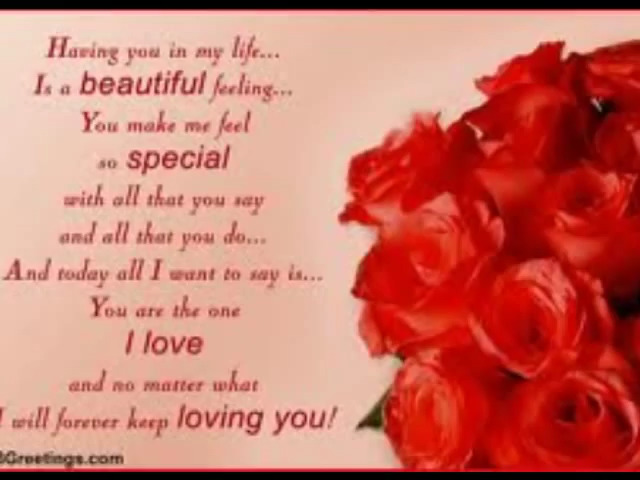 Having you in my life...
Is a beautiful feeling...
You make me feel
so special
with all that you say
and all that you do...
And today all I want to say is...
You are the one
I love
and no matter what
I will forever keep loving you!
Greetings.com